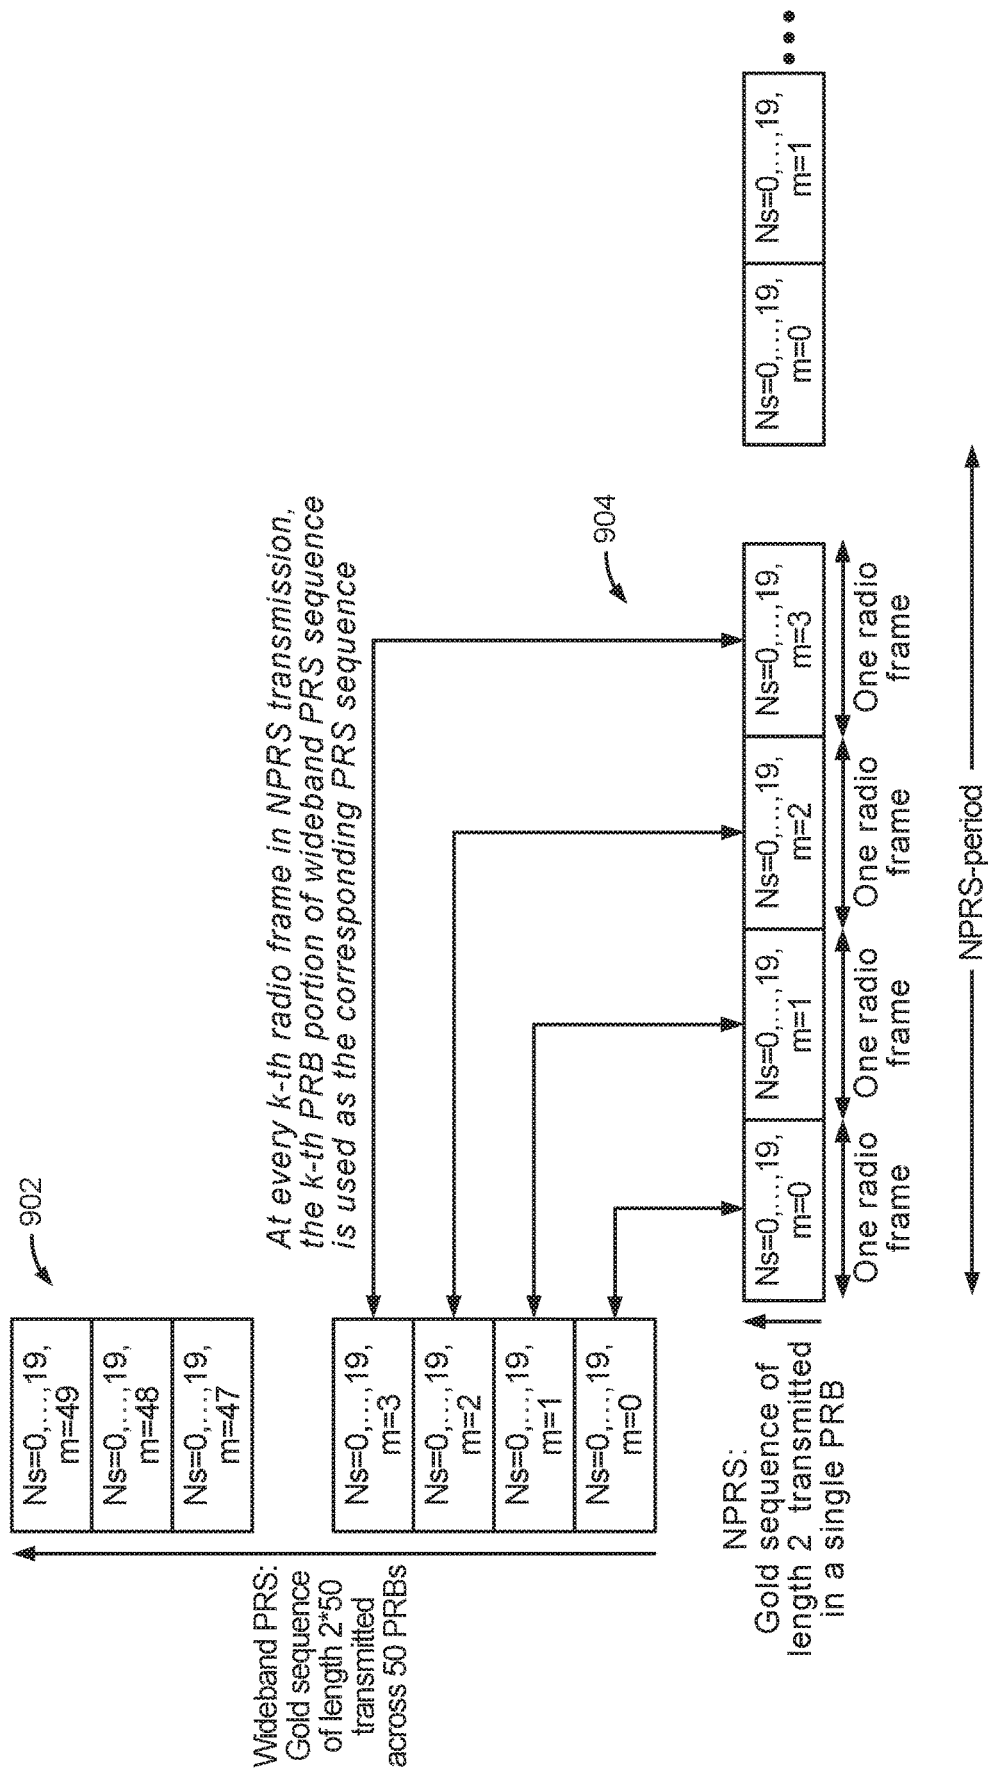 902
Ns=0,...,19,
m=49
Ns=0,...,19,
m=48
Ns=0,...,19,
m=47
Wideband PRS:
Gold sequence
of length 2*50
transmitted
across 50 PRBs
Ns=0,...,19,
m=3
Ns=0,...,19,
m=2
Ns=0,...,19,
m=1
Ns=0,...,19,
m=0
At every k-th radio frame in NPRS transmission,
the k-th PRB portion of wideband PRS sequence
is used as the corresponding PRS sequence
904
NPRS:
Gold sequence of
length 2 transmitted
in a single PRB
Ns=0,...,19,
m=0
Ns=0,...,19,
m=1
Ns=0,...,19,
m=2
Ns=0,...,19,
m=3
Ns=0,...,19,
m=0
Ns=0,...,19,
m=1
One radio
frame
One radio
frame
One radio
frame
One radio
frame
NPRS-period